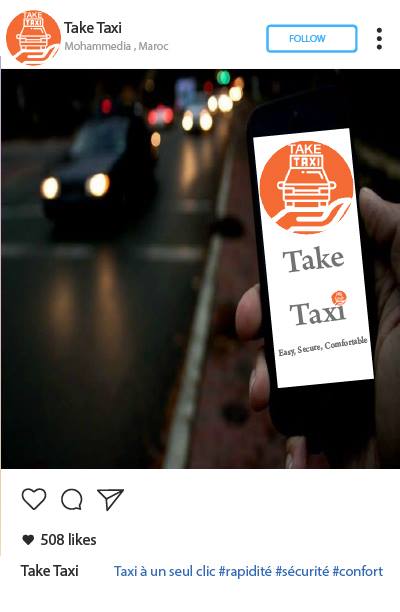 TAKE
TAXI
Take Taxi
Mohammedia , Maroc
FOLLOW
TAKE
TAXI
Take
Taxi
Easy, Secure, Comfortable
508 likes
Take Taxi Taxi à un seul clic #rapidité #sécurité #confort